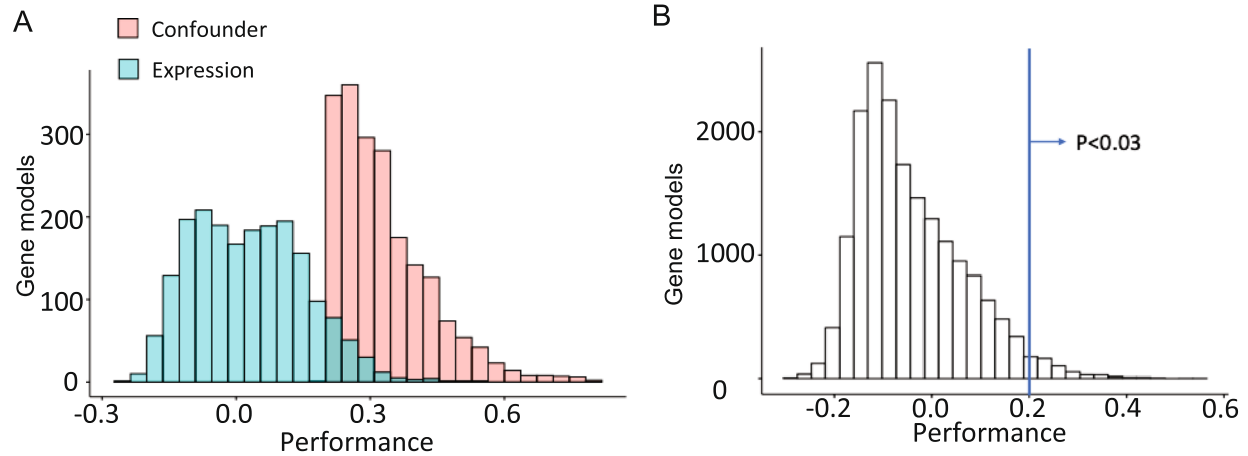 A
Confounder
Expression
Gene models
300
200
100
0
-0.3 0.0 0.3 0.6
Performance
B
Gene models
2000
1000
0
P<0.03
-0.2 0.0 0.2 0.4 0.6
Performance